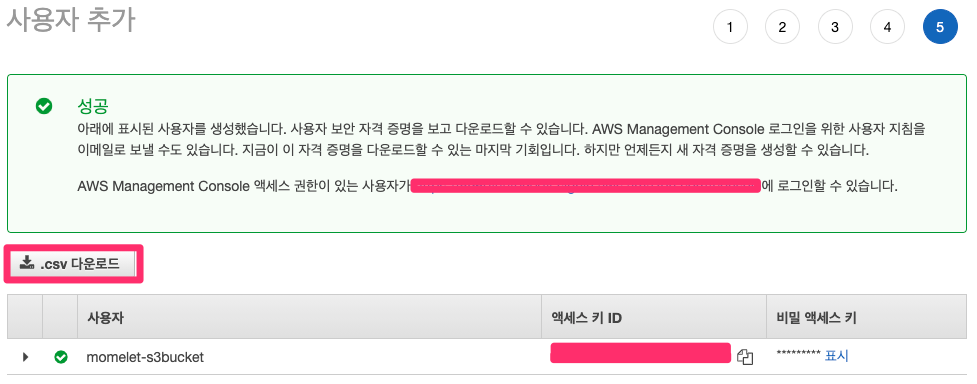 사용자 추가
1 2 3 4 5
성공
아래에 표시된 사용자를 생성했습니다. 사용자 보안 자격 증명을 보고 다운로드할 수 있습니다. AWS Management Console 로그인을 위한 사용자 지침을
이메일로 보낼 수도 있습니다. 지금이 이 자격 증명을 다운로드할 수 있는 마지막 기회입니다. 하지만 언제든지 새 자격 증명을 생성할 수 있습니다.
AWS Management Console 액세스 권한이 있는 사용자가 에 로그인할 수 있습니다.
.csv 다운로드
사용자 액세스 키 ID 비밀 액세스 키
momelet-s3bucket ********* 표시